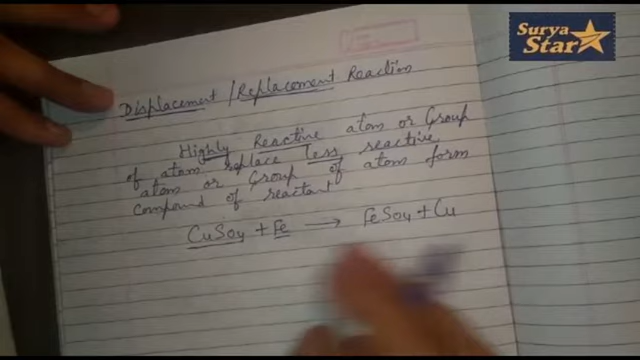 Surya
Star
Displacement / Replacement Reaction
Highly Reactive atom or Group
of atom replace less reactive
atom or Group of atom form
compound of reactant
CuSO4 + Fe → FeSO4 + Cu